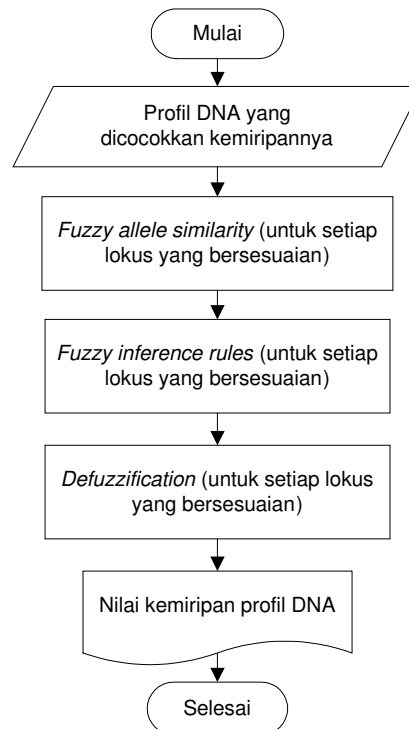 Mulai
Profil DNA yang
dicocokkan kemiripannya
Fuzzy allele similarity (untuk setiap
lokus yang bersesuaian)
Fuzzy inference rules (untuk setiap
lokus yang bersesuaian)
Defuzzification (untuk setiap lokus
yang bersesuaian)
Nilai kemiripan profil DNA
Selesai